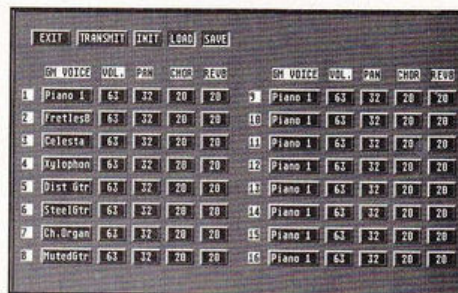 EXIT TRANSMIT INIT LOAD SAVE
GM VOICE VOL. PAN CHOR REVB GM VOICE VOL. PAN CHOR REVB
1 Piano 1 63 32 20 20 9 Piano 1 63 32 20 20
2 FretlesB 63 32 20 20 10 Piano 1 63 32 20 20
3 Celesta 63 32 20 20 11 Piano 1 63 32 20 20
4 Xylophon 63 32 20 20 12 Piano 1 63 32 20 20
5 Dist Gtr 63 32 20 20 13 Piano 1 63 32 20 20
6 SteelGtr 63 32 20 20 14 Piano 1 63 32 20 20
7 Ch.Organ 63 32 20 20 15 Piano 1 63 32 20 20
8 MutedGtr 63 32 20 20 16 Piano 1 63 32 20 20